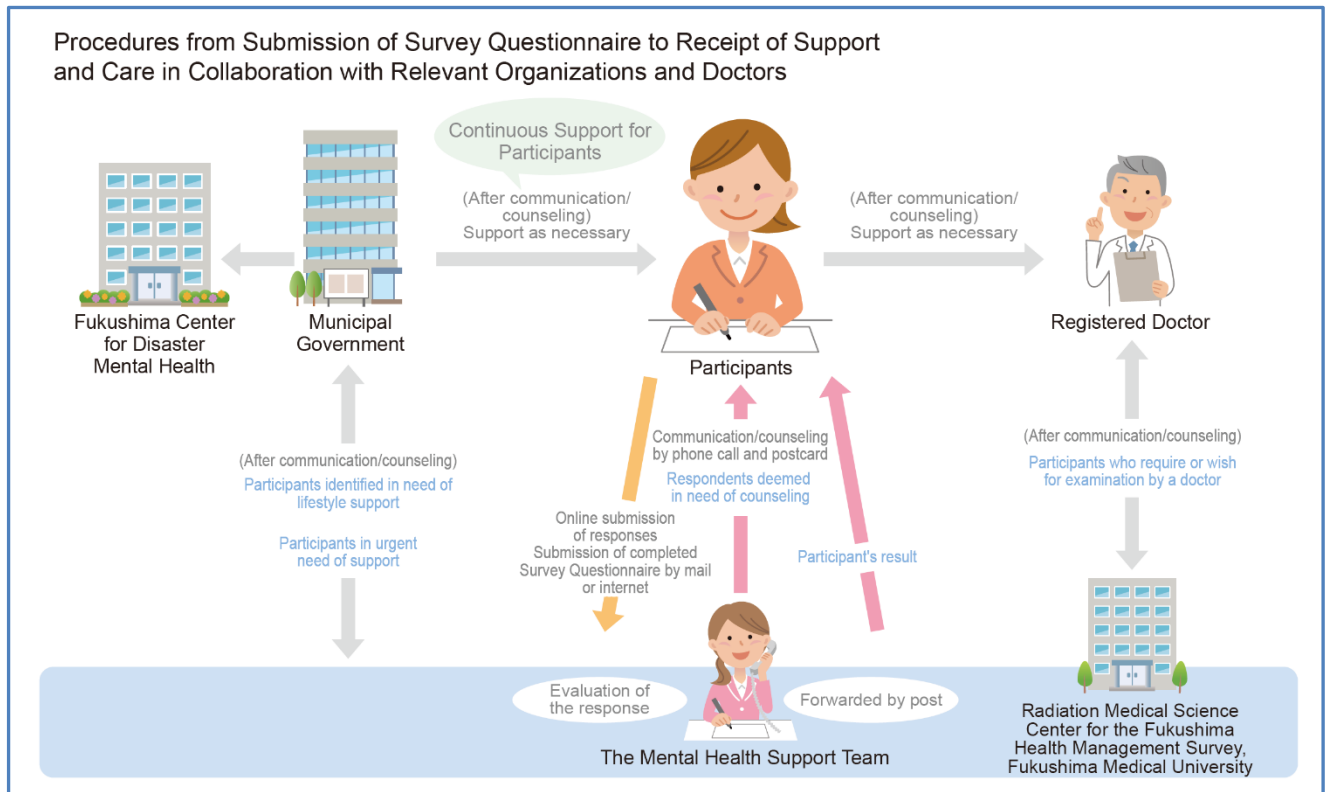 Procedures from Submission of Survey Questionnaire to Receipt of Support
and Care in Collaboration with Relevant Organizations and Doctors
Continuous Support for
Participants
(After communication/
counseling)
Support as necessary
(After communication/
counseling)
Support as necessary
Fukushima Center
for Disaster
Mental Health
Municipal
Government
Participants
Registered Doctor
(After communication/counseling)
Participants identified in need of
lifestyle support
Participants in urgent
need of support
Online submission
of responses
Submission of completed
Survey Questionnaire by mail
or internet
Communication/counseling
by phone call and postcard
Respondents deemed
in need of counseling
Participant's result
(After communication/counseling)
Participants who require or wish
for examination by a doctor
Evaluation of
the response
Forwarded by post
The Mental Health Support Team
Radiation Medical Science
Center for the Fukushima
Health Management Survey,
Fukushima Medical University